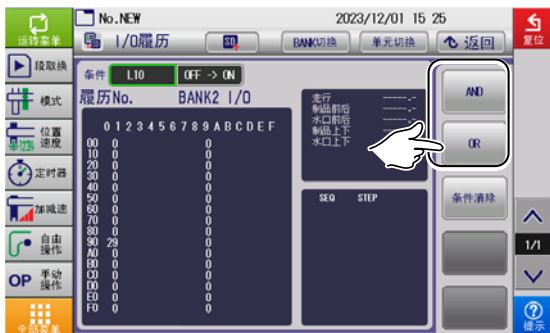 No.NEW
2023/12/01 15 25
运转菜单
I/O履历
SD
BANK切换
单元切换
返回
复位
段取换
模式
位置
速度
定时器
加减速
自由
操作
OP 手动
操作
全部菜单
条件 L10 OFF -> ON
履历No. BANK2 I/O
0 1 2 3 4 5 6 7 8 9 A B C D E F
00 0 0
10 0 0
20 0 0
30 0 0
40 0 0
50 0 0
60 0 0
70 0 0
80 0 0
90 29 0
A0 0 0
B0 0 0
C0 0 0
D0 0 0
E0 0 0
F0 0 0
走行 -----.-
制品前后 -----.-
水口前后 -----.-
制品上下 -----.-
水口上下 -----.-
SEQ STEP
AND
OR
条件清除
1/1
提示